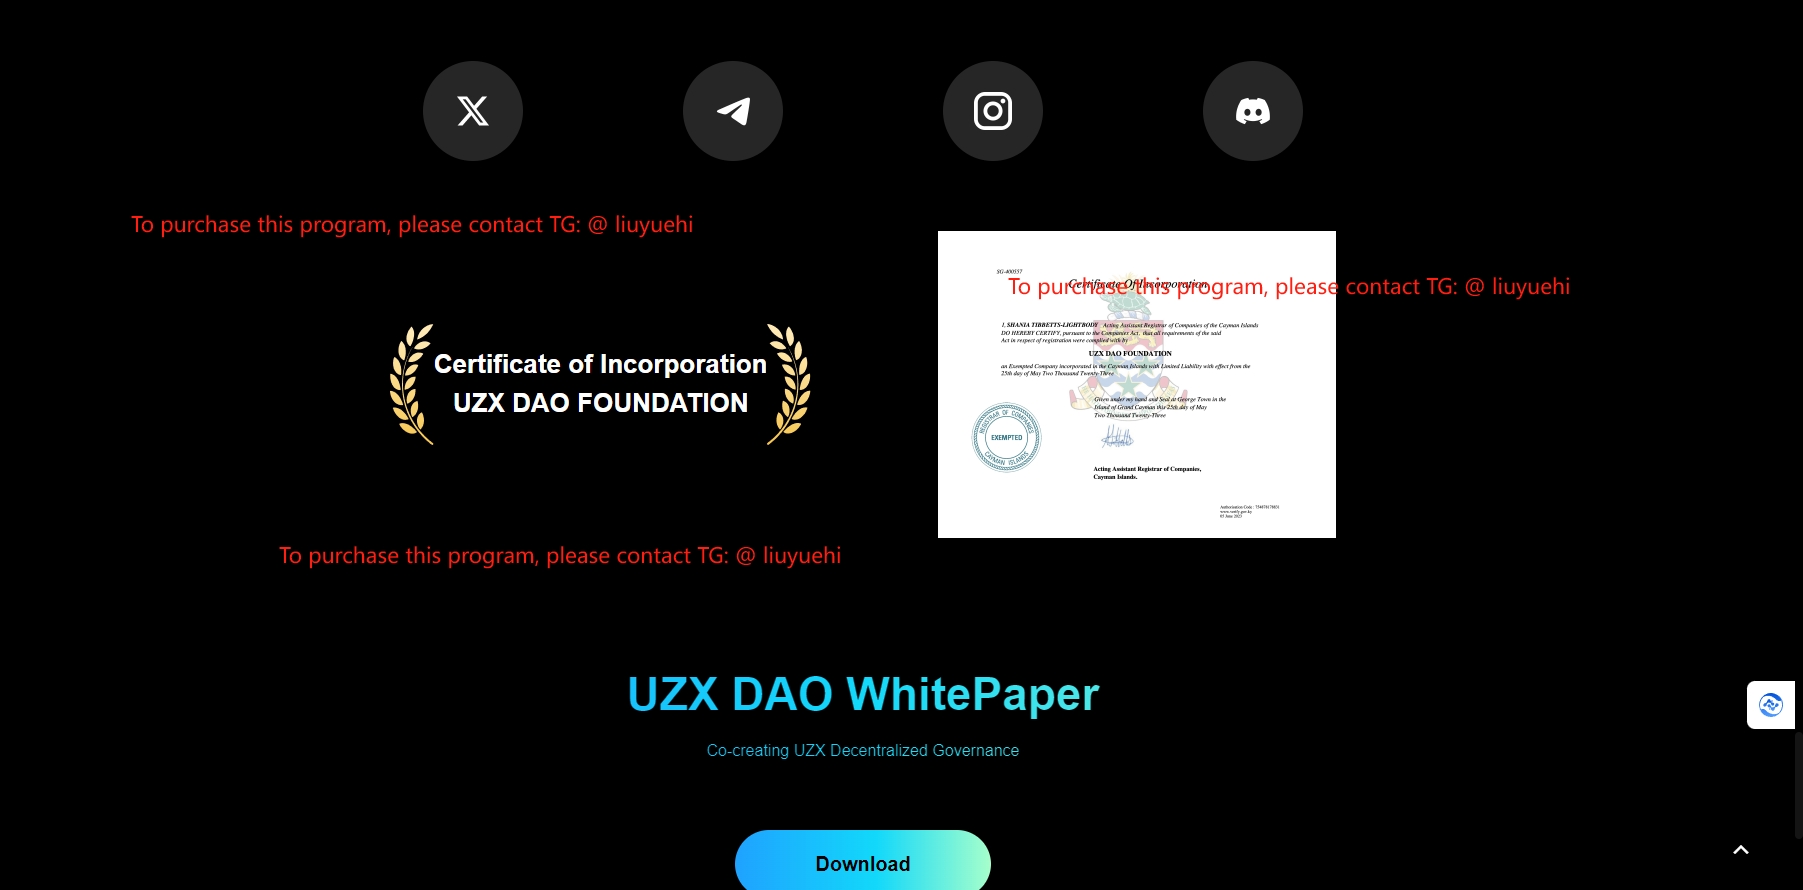 To purchase this program, please contact TG: @ liuyuehi
Certificate of Incorporation
UZX DAO FOUNDATION
SG-400337
Certificate Of Incorporation
To purchase this program, please contact TG: @ liuyuehi
I, SHANIA TIBBETTS-LIGHTBODY Acting Assistant Registrar of Companies of the Cayman Islands
DO HEREBY CERTIFY, pursuant to the Companies Act, that all requirements of the said
Act in respect of registration were complied with by
UZX DAO FOUNDATION
an Exempted Company incorporated in the Cayman Islands with Limited Liability with effect from the
25th day of May Two Thousand Twenty-Three
Given under my hand and Seal at George Town in the
Island of Grand Cayman this 25th day of May
Two Thousand Twenty-Three
REGISTRAR OF COMPANIES
EXEMPTED
CAYMAN ISLANDS
Acting Assistant Registrar of Companies,
Cayman Islands.
Authorisation Code :
www.verify.gov.ky
05 June 2023
To purchase this program, please contact TG: @ liuyuehi
UZX DAO WhitePaper
Co-creating UZX Decentralized Governance
Download